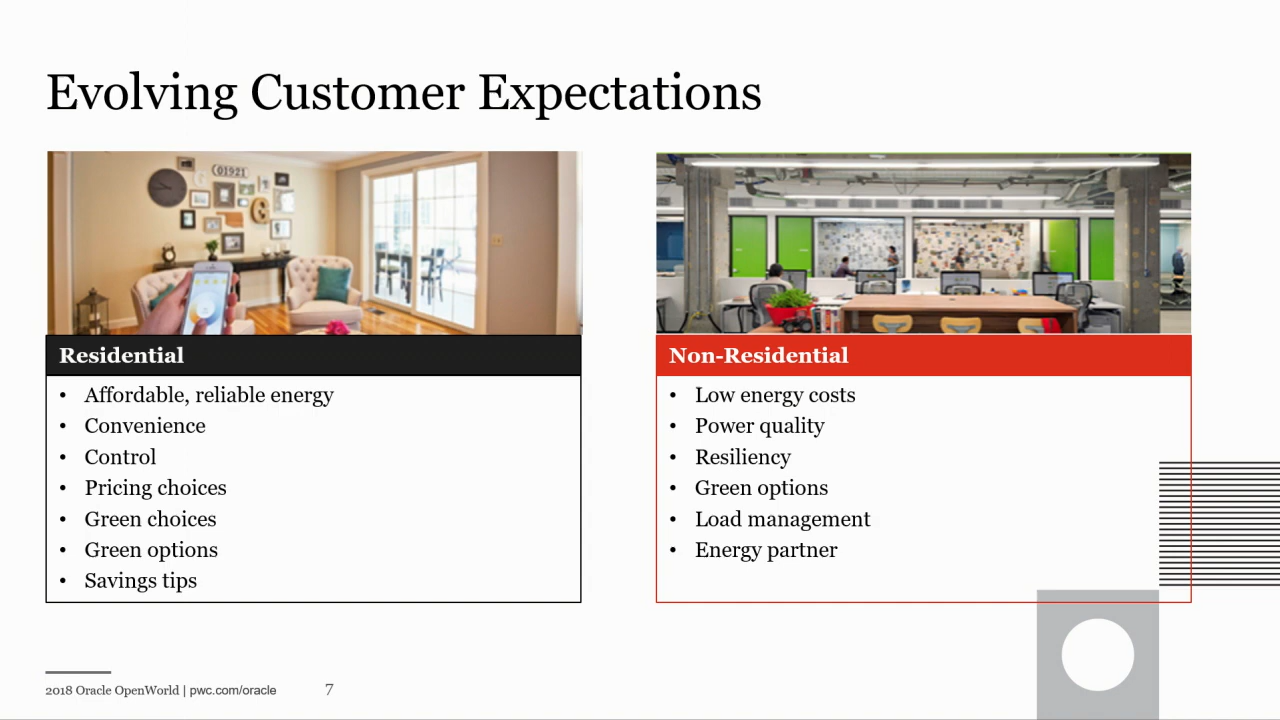 Evolving Customer Expectations
01921
Residential
• Affordable, reliable energy
• Convenience
• Control
• Pricing choices
• Green choices
• Green options
• Savings tips
Non-Residential
• Low energy costs
• Power quality
• Resiliency
• Green options
• Load management
• Energy partner
2018 Oracle OpenWorld | pwc.com/oracle 7